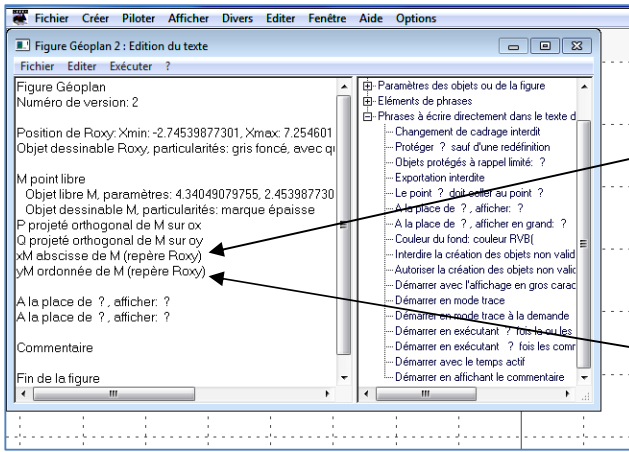 Fichier Créer Piloter Afficher Divers Editer Fenêtre Aide Options
Figure Géoplan 2 : Edition du texte
Fichier Editer Exécuter ?
Figure Géoplan
Numéro de version: 2
Position de Roxy: Xmin: -2.74539877301, Xmax: 7.254601
Objet dessinable Roxy, particularités: gris foncé, avec
M point libre
Objet libre M, paramètres: 4.34049079755, 2.453987730
Objet dessinable M, particularités: marque épaisse
P projeté orthogonal de M sur ox
Q projeté orthogonal de M sur oy
xM abscisse de M (repère Roxy)
yM ordonnée de M (repère Roxy)
A la place de ?, afficher: ?
A la place de ?, afficher: ?
Commentaire
Fin de la figure
Paramètres des objets ou de la figure
Eléments de phrases
Phrases à écrire directement dans le texte d
Changement de cadrage interdit
Protéger ? sauf d'une redéfinition
Objets protégés à rappel limité: ?
Exportation interdite
Le point ? doit coller au point ?
A la place de ?, afficher: ?
A la place de ?, afficher en grand: ?
Couleur du fond: couleur RVB(
Interdire la création des objets non valid
Autoriser la création des objets non valid
Démarrer avec l'affichage en gros carac
Démarrer en mode trace
Démarrer en mode trace à la demande
Démarrer en exécutant ? fois la ou les
Démarrer en exécutant ? fois les comm
Démarrer avec le temps actif
Démarrer en affichant le commentaire